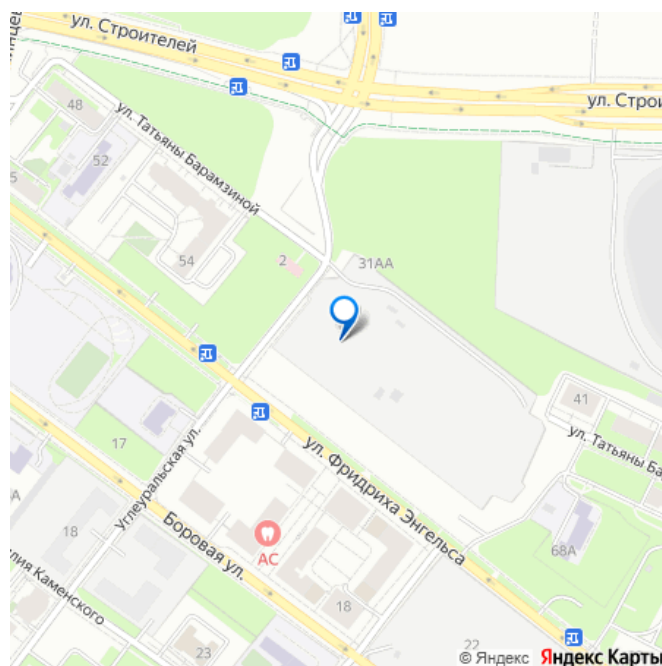 ул. Строителей
ул. Строи
48
ул. Татьяны Барамзиной
52
5
54
2
31АА
41
ул. Татьяны Ба
17
Углеуральская ул.
ул. Фридриха Энгельса
18
Боровая ул.
АС
68А
18
лия Каменского
23
22
© Яндекс Яндекс Карты